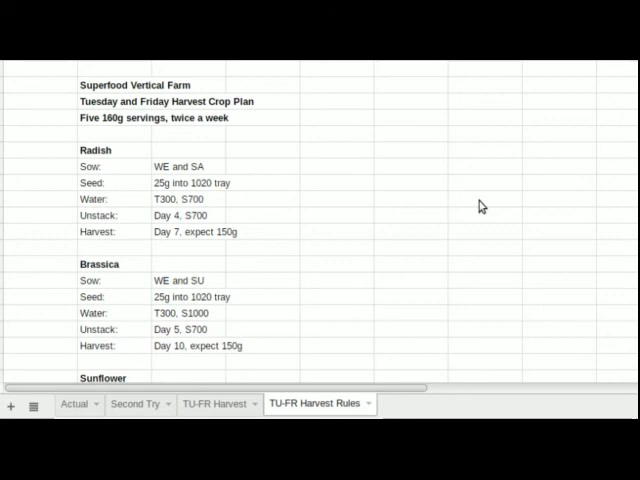 Superfood Vertical Farm
Tuesday and Friday Harvest Crop Plan
Five 160g servings, twice a week
Radish
Sow: WE and SA
Seed: 25g into 1020 tray
Water: T300, S700
Unstack: Day 4, S700
Harvest: Day 7, expect 150g
Brassica
Sow: WE and SU
Seed: 25g into 1020 tray
Water: T300, S1000
Unstack: Day 5, S700
Harvest: Day 10, expect 150g
Sunflower
+ Actual Second Try TU-FR Harvest TU-FR Harvest Rules